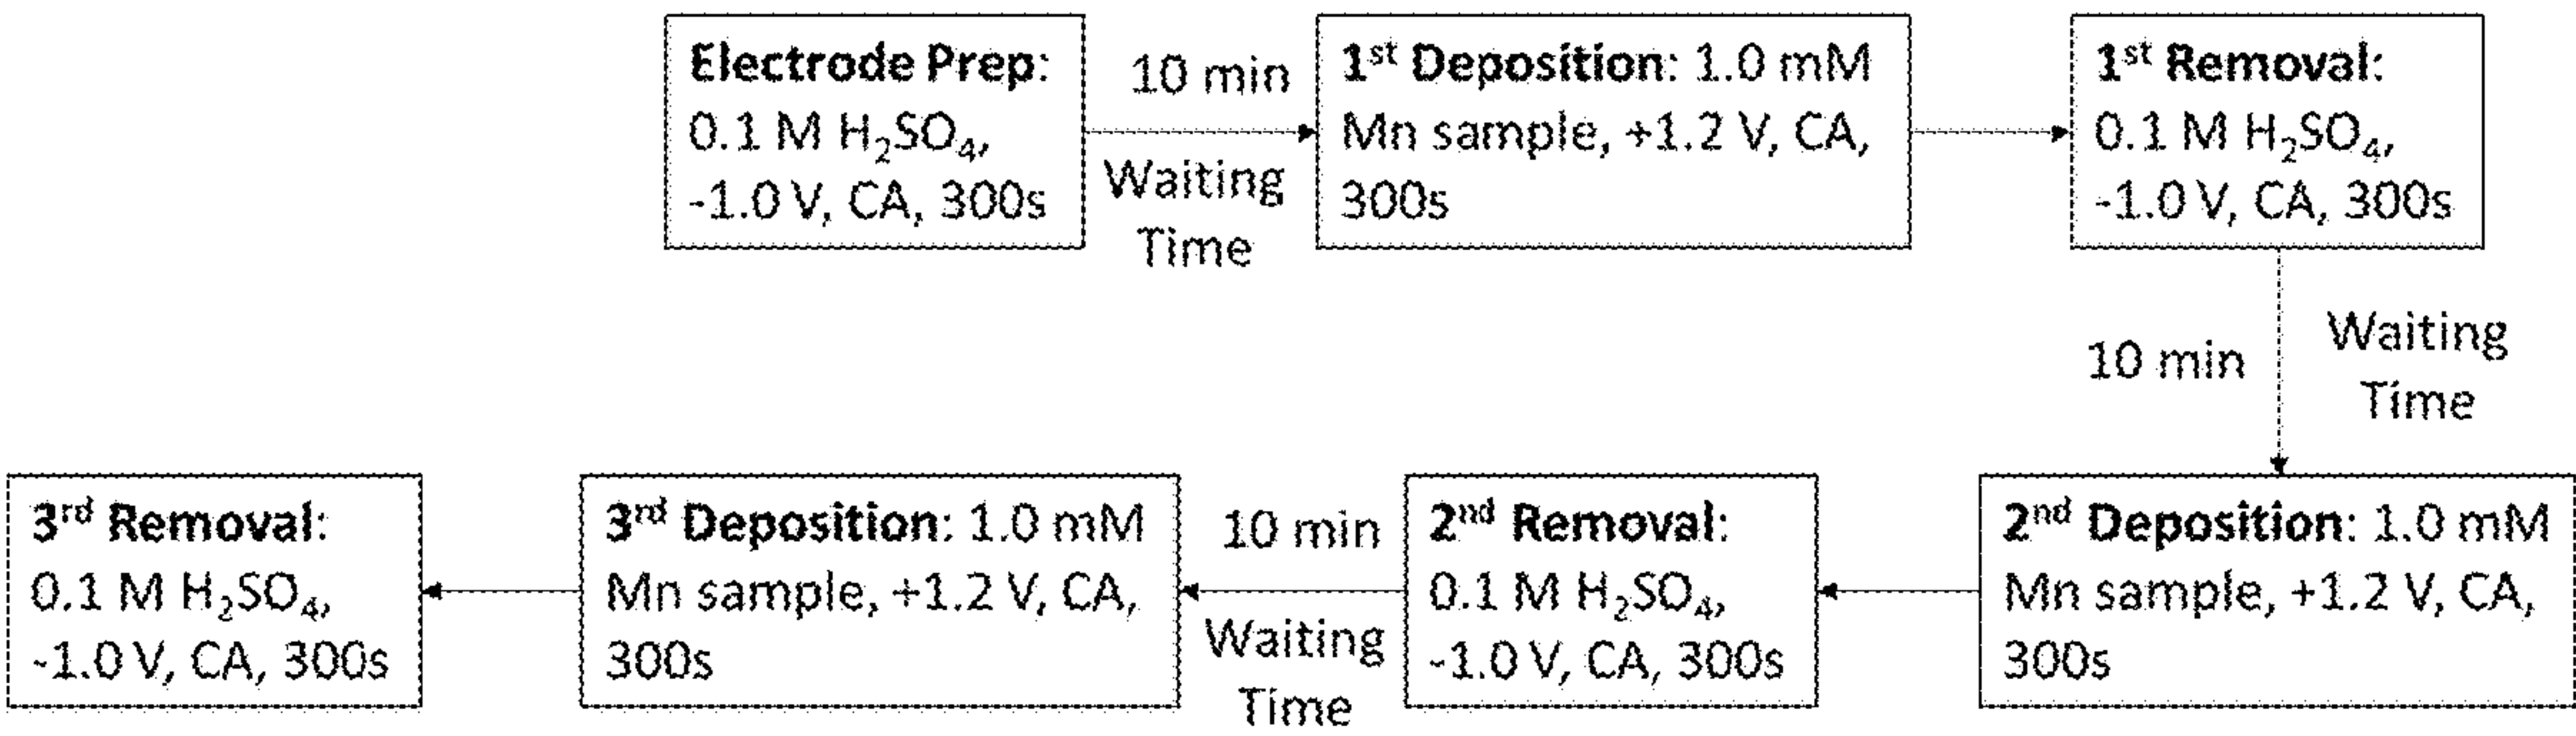 Electrode Prep:
0.1 M H₂SO₄,
-1.0 V, CA, 300s
10 min
Waiting
Time
1st Deposition: 1.0 mM
Mn sample, +1.2 V, CA,
300s
1st Removal:
0.1 M H₂SO₄,
-1.0 V, CA, 300s
10 min
Waiting
Time
2nd Deposition: 1.0 mM
Mn sample, +1.2 V, CA,
300s
2nd Removal:
0.1 M H₂SO₄,
-1.0 V, CA, 300s
10 min
Waiting
Time
3rd Deposition: 1.0 mM
Mn sample, +1.2 V, CA,
300s
3rd Removal:
0.1 M H₂SO₄,
-1.0 V, CA, 300s